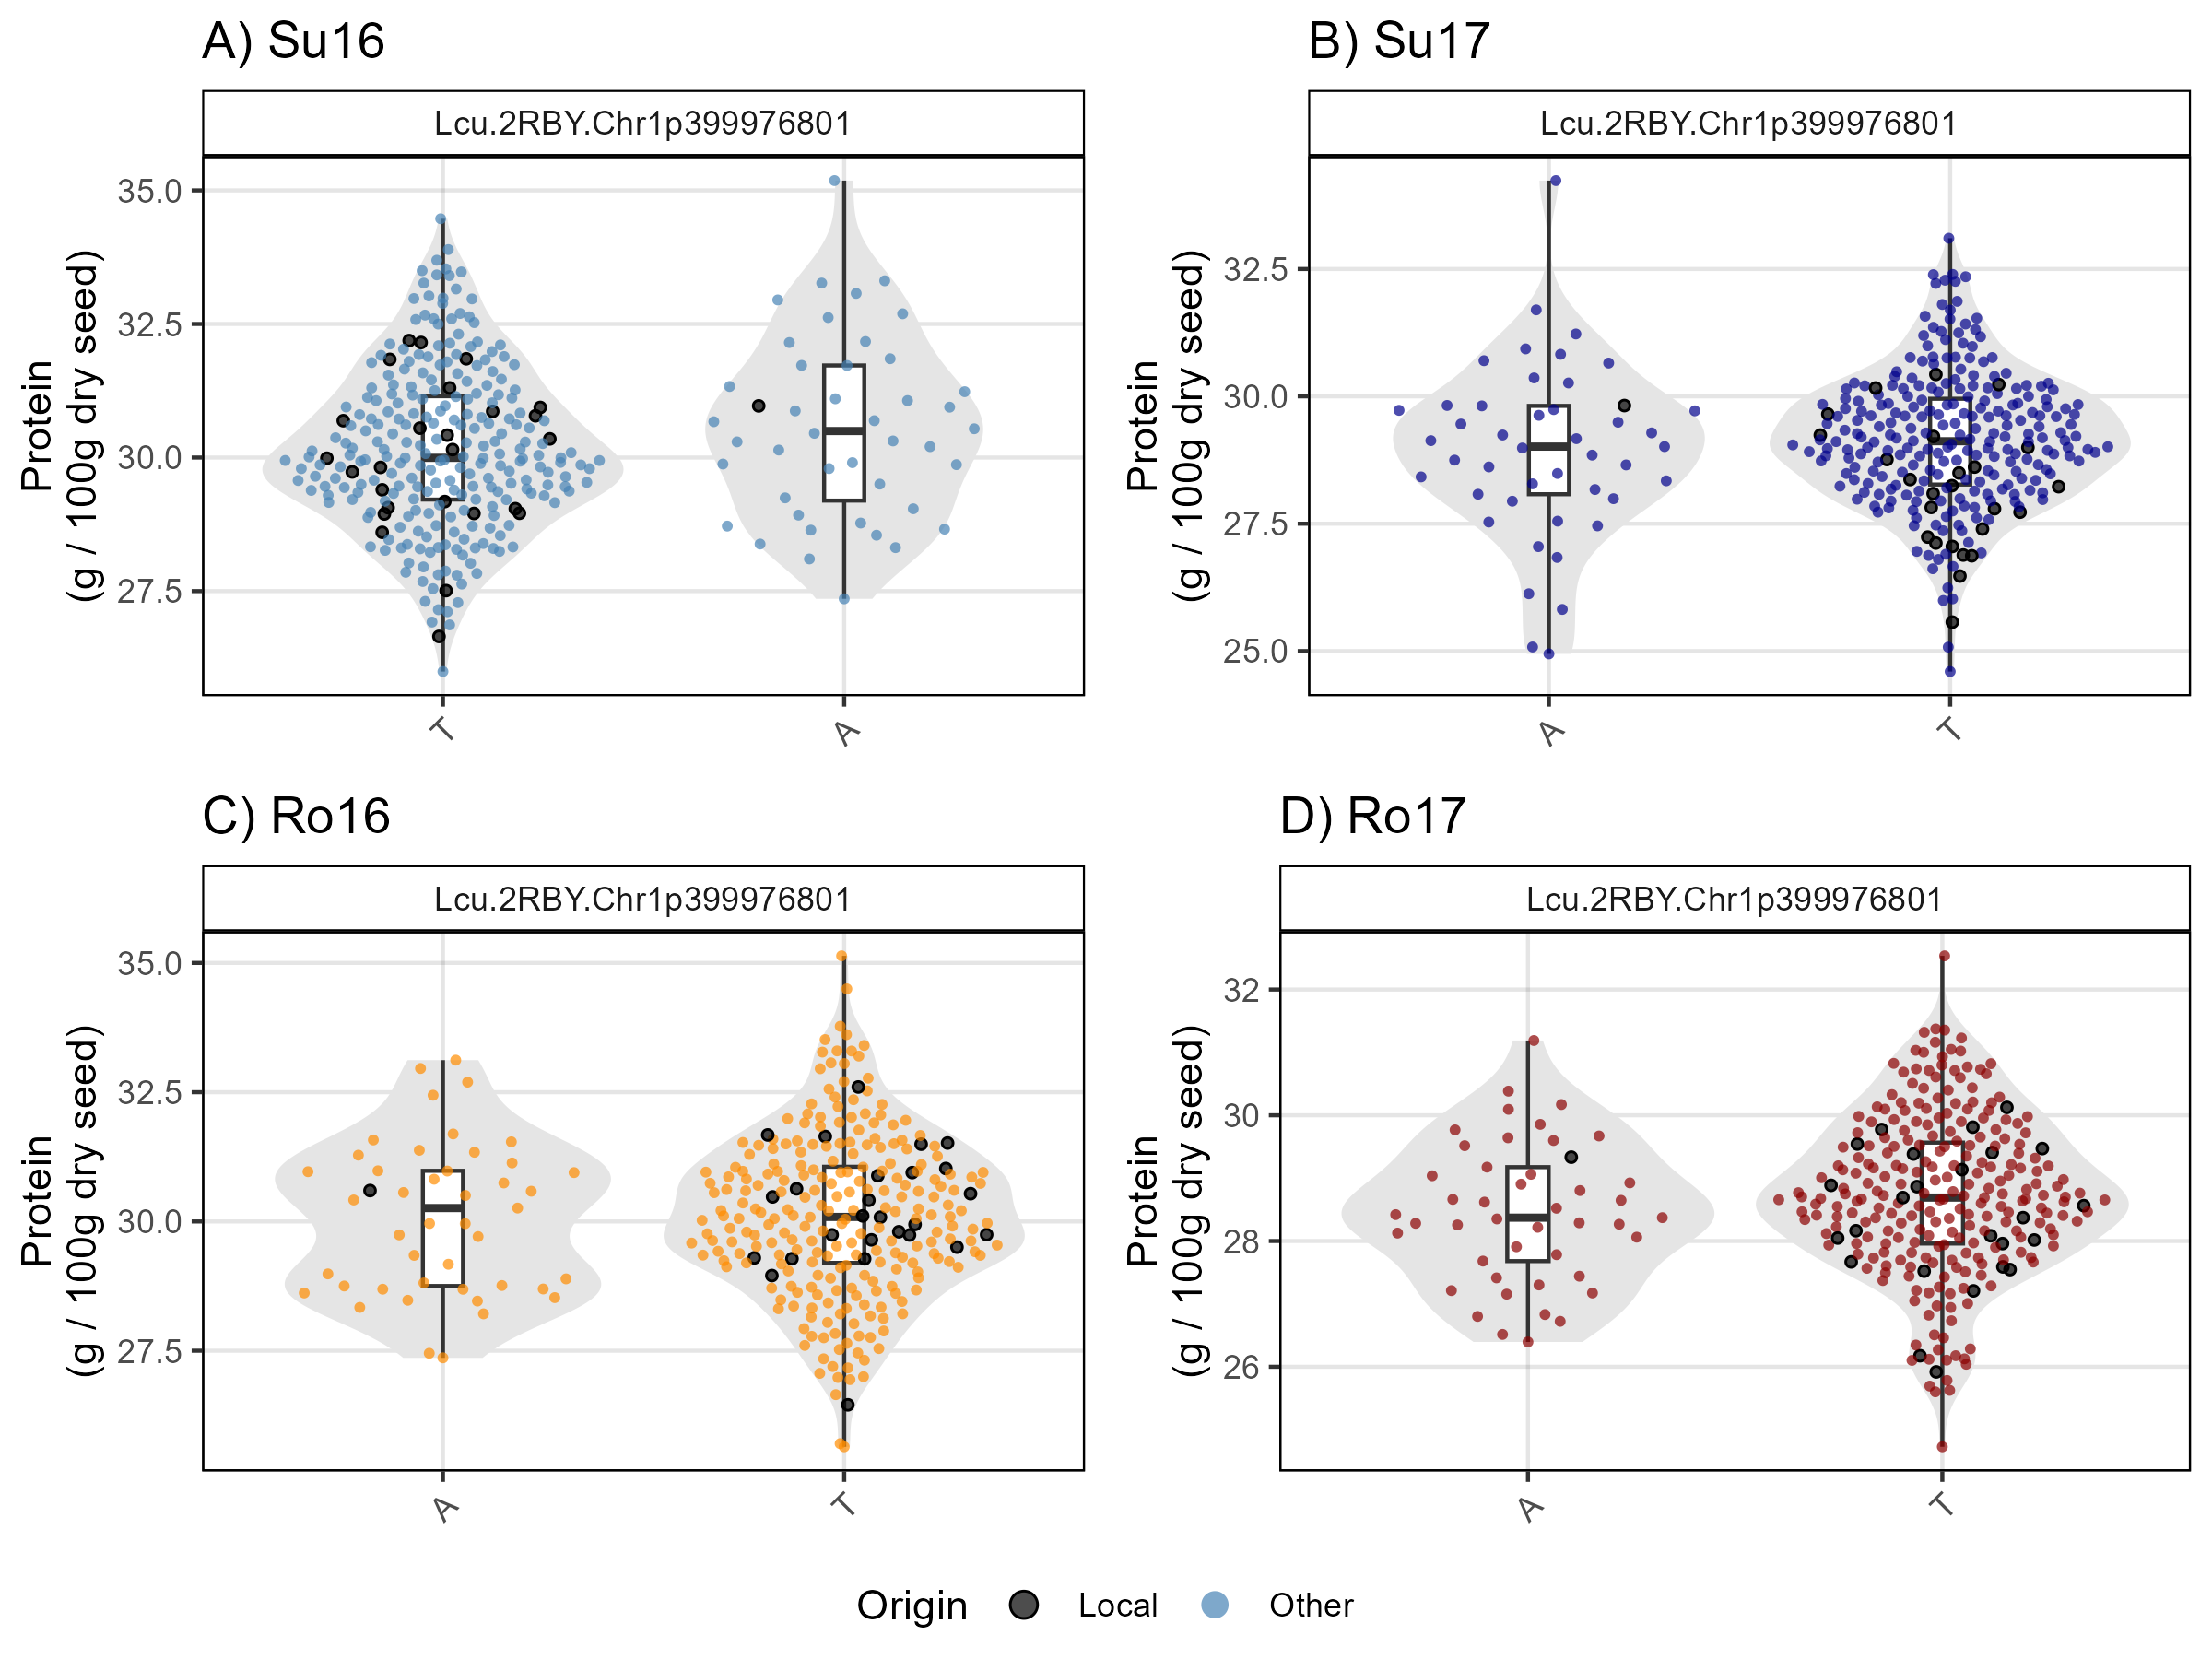 A) Su16
Lcu.2RBY.Chr1p399976801
Protein
(g / 100g dry seed)
35.0
32.5
30.0
27.5
T
A
B) Su17
Lcu.2RBY.Chr1p399976801
Protein
(g / 100g dry seed)
32.5
30.0
27.5
25.0
A
T
C) Ro16
Lcu.2RBY.Chr1p399976801
Protein
(g / 100g dry seed)
35.0
32.5
30.0
27.5
A
T
D) Ro17
Lcu.2RBY.Chr1p399976801
Protein
(g / 100g dry seed)
32
30
28
26
A
T
Origin Local Other